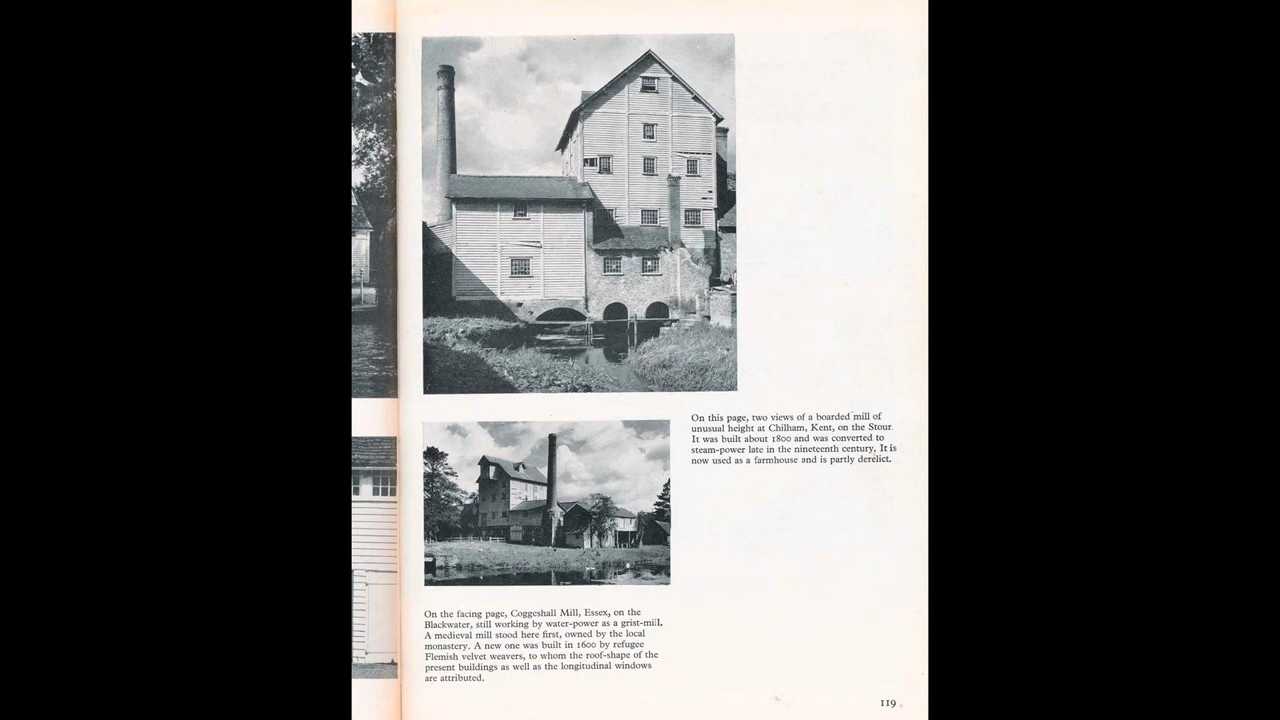 On this page, two views of a boarded mill of
unusual height at Chilham, Kent, on the Stour.
It was built about 1800 and was converted to
steam-power late in the nineteenth century. It is
now used as a farmhouse and is partly derelict.
On the facing page, Coggeshall Mill, Essex, on the
Blackwater, still working by water-power as a grist-mill.
A medieval mill stood here first, owned by the local
monastery. A new one was built in 1600 by refugee
Flemish velvet weavers, to whom the roof-shape of the
present buildings as well as the longitudinal windows
are attributed.
119